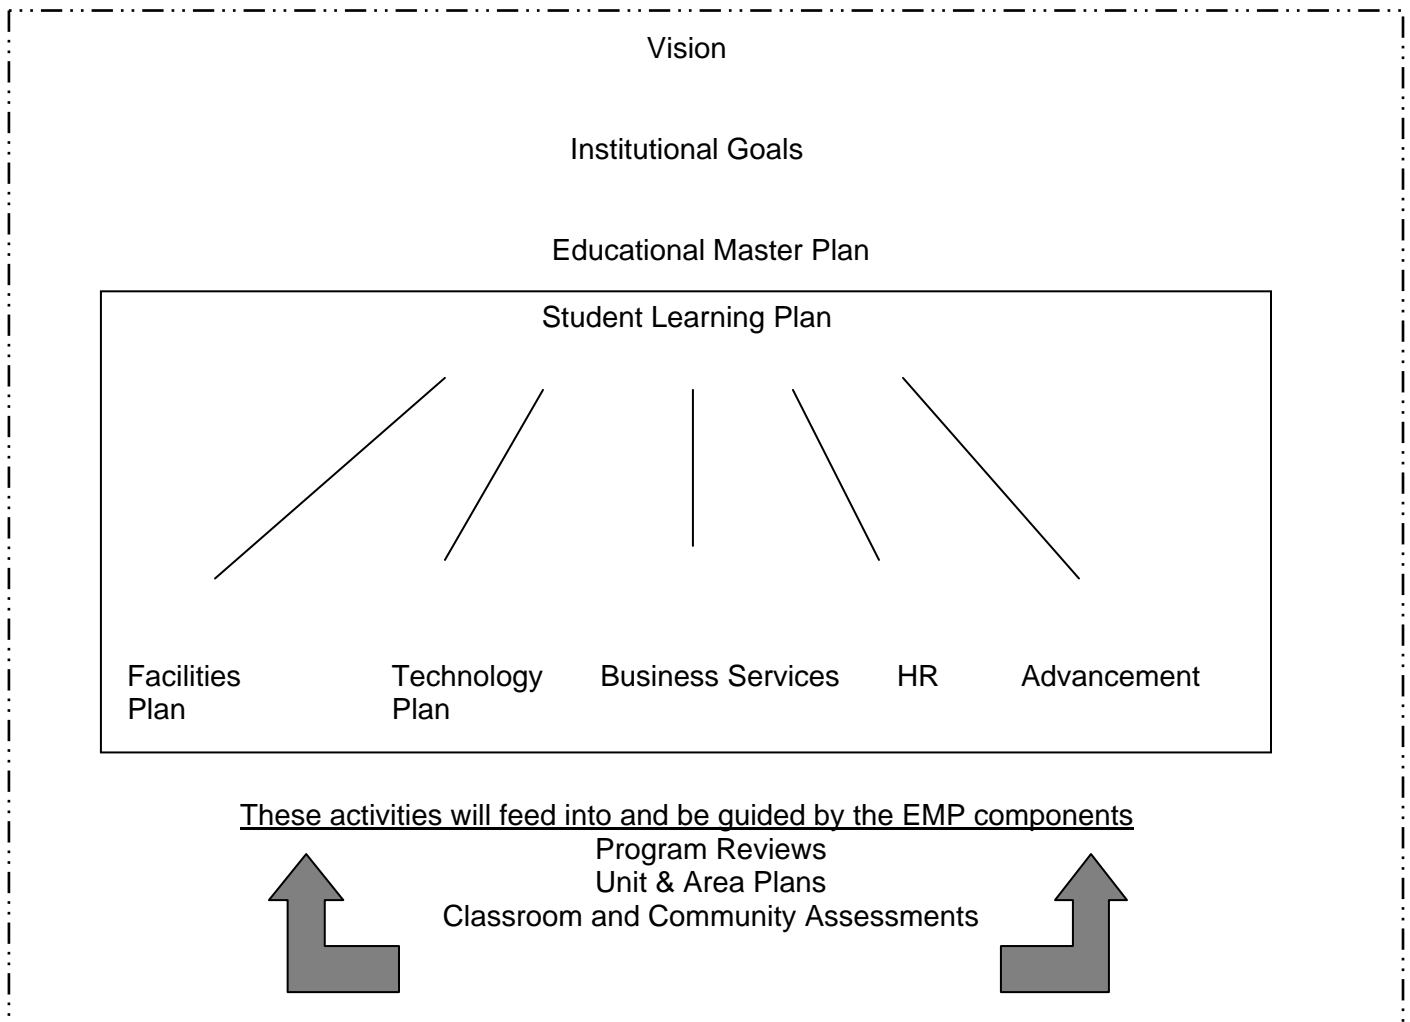 Vision
Institutional Goals
Educational Master Plan
Student Learning Plan
Facilities Plan
Technology Plan
Business Services
HR
Advancement
These activities will feed into and be guided by the EMP components
Program Reviews
Unit & Area Plans
Classroom and Community Assessments